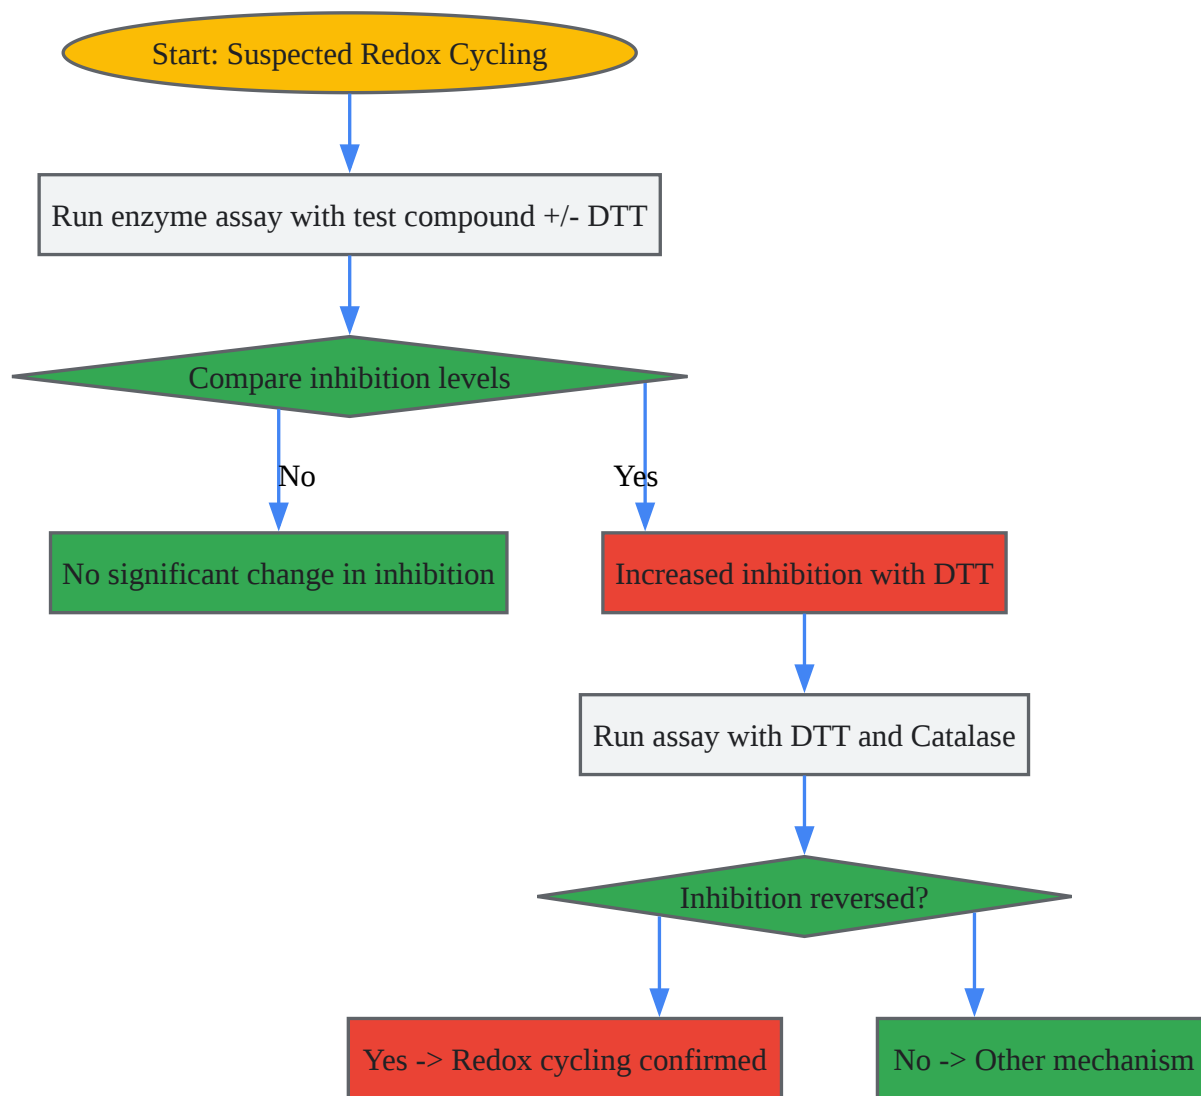 Start: Suspected Redox Cycling
Run enzyme assay with test compound +/- DTT
Compare inhibition levels
No
Yes
No significant change in inhibition
Increased inhibition with DTT
Run assay with DTT and Catalase
Inhibition reversed?
Yes -> Redox cycling confirmed
No -> Other mechanism